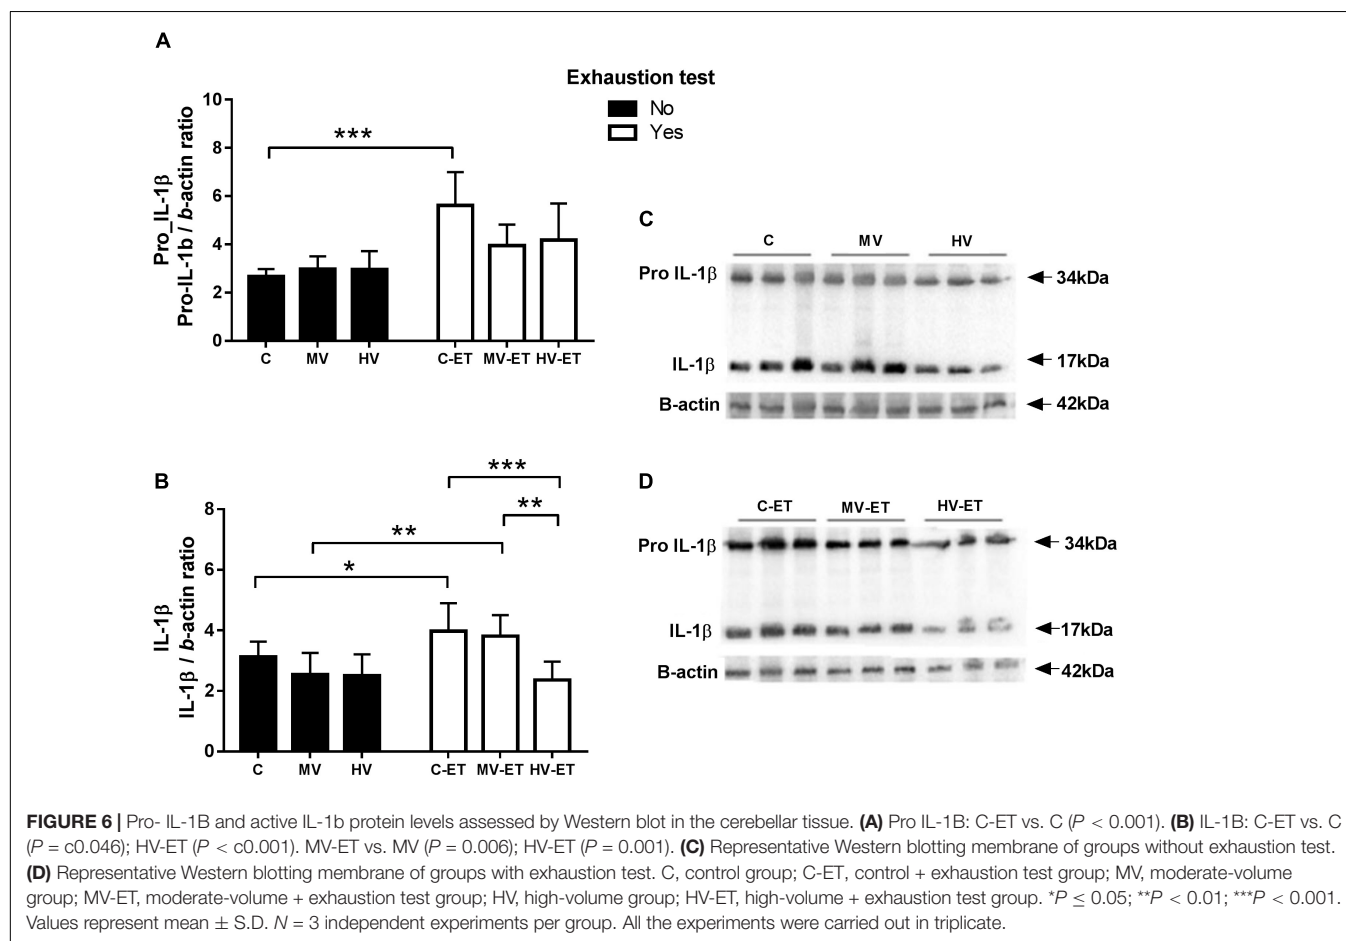 A
Exhaustion test
No
Yes
Pro_IL-1β
Pro-IL-1b / b-actin ratio
10
8
6
4
2
0
***
C MV HV C-ET MV-ET HV-ET
B
IL-1β
IL-1β / b-actin ratio
8
6
4
2
0
***
**
**
*
C MV HV C-ET MV-ET HV-ET
C
C MV HV
Pro IL-1β 34kDa
IL-1β 17kDa
B-actin 42kDa
D
C-ET MV-ET HV-ET
Pro IL-1β 34kDa
IL-1β 17kDa
B-actin 42kDa
FIGURE 6 | Pro- IL-1B and active IL-1b protein levels assessed by Western blot in the cerebellar tissue. (A) Pro IL-1B: C-ET vs. C (P < 0.001). (B) IL-1B: C-ET vs. C
(P = c0.046); HV-ET (P < c0.001). MV-ET vs. MV (P = 0.006); HV-ET (P = 0.001). (C) Representative Western blotting membrane of groups without exhaustion test.
(D) Representative Western blotting membrane of groups with exhaustion test. C, control group; C-ET, control + exhaustion test group; MV, moderate-volume
group; MV-ET, moderate-volume + exhaustion test group; HV, high-volume group; HV-ET, high-volume + exhaustion test group. *P ≤ 0.05; **P < 0.01; ***P < 0.001.
Values represent mean ± S.D. N = 3 independent experiments per group. All the experiments were carried out in triplicate.